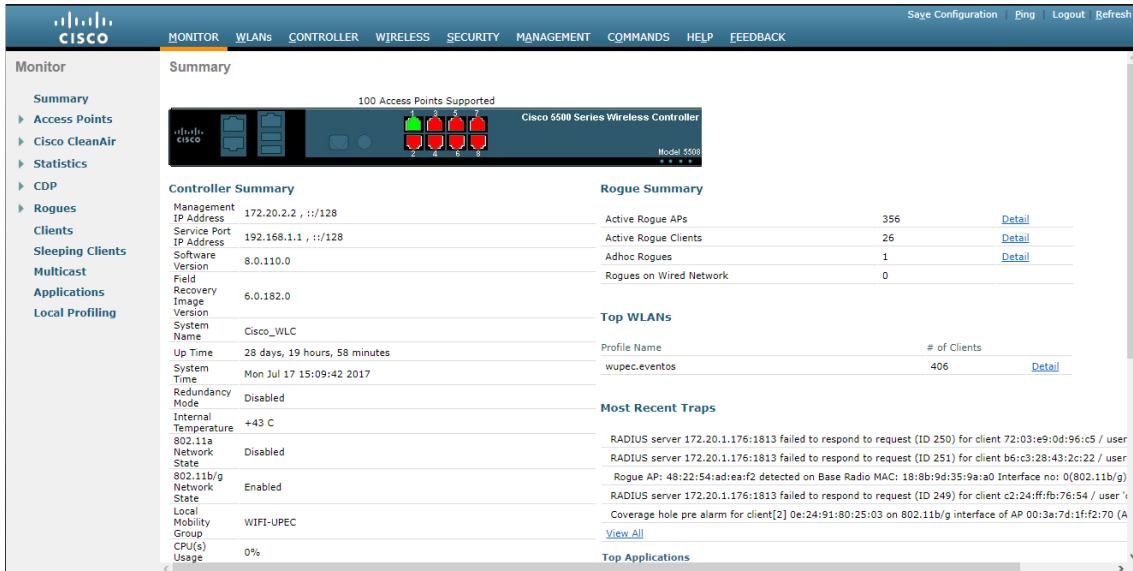 Save Configuration | Ping | Logout | Refresh
CISCO
MONITOR WLANs CONTROLLER WIRELESS SECURITY MANAGEMENT COMMANDS HELP FEEDBACK
Monitor
Summary
Access Points
Cisco CleanAir
Statistics
CDP
Rogues
Clients
Sleeping Clients
Multicast
Applications
Local Profiling
Summary
100 Access Points Supported
CISCO
1 3 5 7
2 4 6 8
Cisco 5500 Series Wireless Controller
Model 5508
Controller Summary
Management
IP Address 172.20.2.2 , ::/128
Service Port
IP Address 192.168.1.1 , ::/128
Software
Version 8.0.110.0
Field
Recovery
Image
Version 6.0.182.0
System
Name Cisco_WLC
Up Time 28 days, 19 hours, 58 minutes
System
Time Mon Jul 17 15:09:42 2017
Redundancy
Mode Disabled
Internal
Temperature +43 C
802.11a
Network
State Disabled
802.11b/g
Network
State Enabled
Local
Mobility
Group WIFI-UPEC
CPU(s)
Usage 0%
Rogue Summary
Active Rogue APs 356 Detail
Active Rogue Clients 26 Detail
Adhoc Rogues 1 Detail
Rogues on Wired Network 0
Top WLANs
Profile Name # of Clients
wupec.eventos 406 Detail
Most Recent Traps
RADIUS server 172.20.1.176:1813 failed to respond to request (ID 250) for client 72:03:e9:0d:96:c5 / user
RADIUS server 172.20.1.176:1813 failed to respond to request (ID 251) for client b6:c3:28:43:2c:22 / user
Rogue AP: 48:22:54:ad:ea:f2 detected on Base Radio MAC: 18:8b:9d:35:9a:a0 Interface no: 0(802.11b/g)
RADIUS server 172.20.1.176:1813 failed to respond to request (ID 249) for client c2:24:ff:fb:76:54 / user '
Coverage hole pre alarm for client[2] 0e:24:91:80:25:03 on 802.11b/g interface of AP 00:3a:7d:1f:f2:70 (A
View All
Top Applications